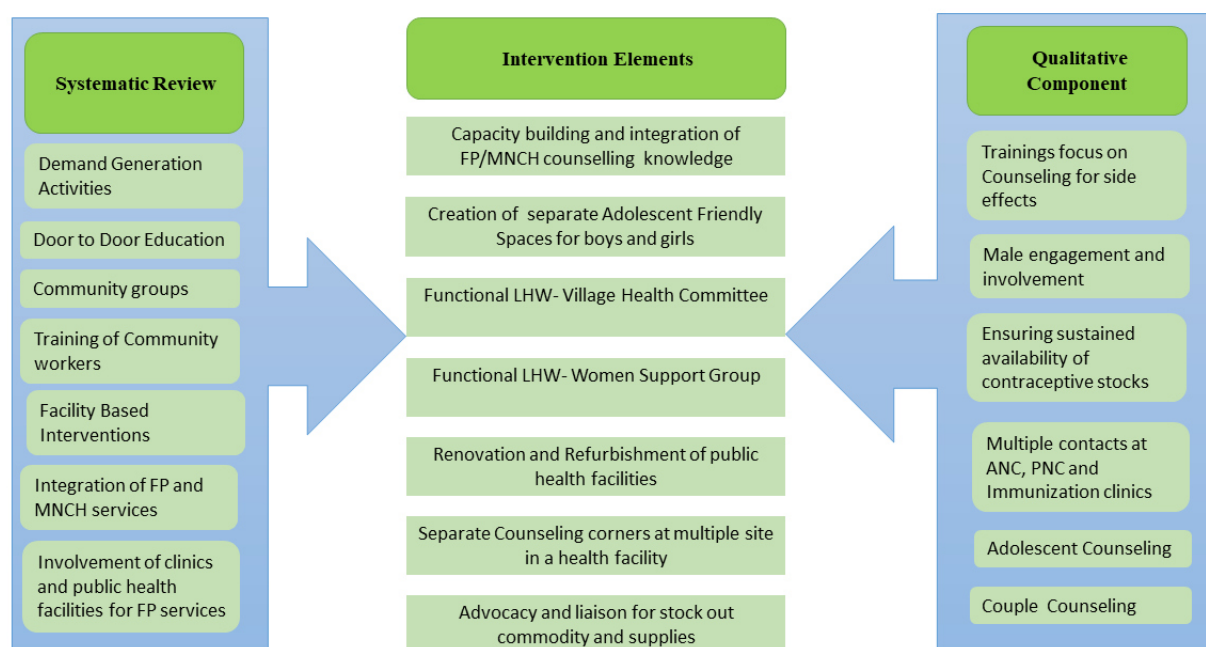 Systematic Review
Demand Generation
Activities
Door to Door Education
Community groups
Training of Community
workers
Facility Based
Interventions
Integration of FP and
MNCH services
Involvement of clinics
and public health
facilities for FP services
Intervention Elements
Capacity building and integration of
FP/MNCH counselling knowledge
Creation of separate Adolescent Friendly
Spaces for boys and girls
Functional LHW- Village Health Committee
Functional LHW- Women Support Group
Renovation and Refurbishment of public
health facilities
Separate Counseling corners at multiple site
in a health facility
Advocacy and liaison for stock out
commodity and supplies
Qualitative
Component
Trainings focus on
Counseling for side
effects
Male engagement and
involvement
Ensuring sustained
availability of
contraceptive stocks
Multiple contacts at
ANC, PNC and
Immunization clinics
Adolescent Counseling
Couple Counseling